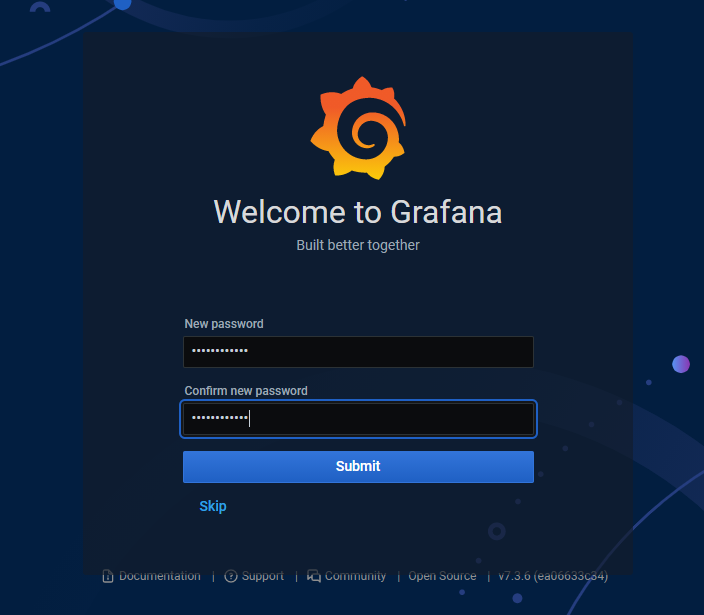 Welcome to Grafana
Built better together
New password
••••••••••••
Confirm new password
••••••••••••
Submit
Skip
Documentation | Support | Community | Open Source | v7.3.6 (ea06633c34)